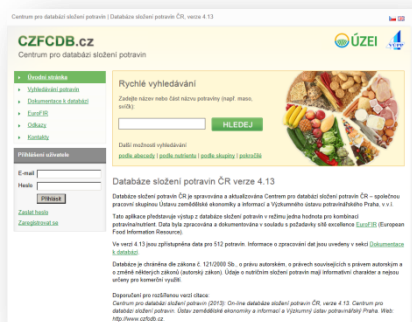 Centrum pro databázi složení potravin | Databáze složení potravin ČR, verze 4.13
CZFCDB.cz
Centrum pro databázi složení potravin
ÚZEI
Úvodní stránka
Vyhledávání potravin
Dokumentace k databázi
EuroFIR
Odkazy
Kontakty
Přihlášení uživatele
E-mail
Heslo
Přihlásit
Zaslat heslo
Zaregistrovat se
Rychlé vyhledávání
Zadejte název nebo část názvu potraviny (např. maso,
svíčk):
HLEDEJ
Další možnosti vyhledávání
podle abecedy | podle nutrientu | podle skupiny | pokročilé
Databáze složení potravin ČR verze 4.13
Databáze složení potravin ČR je spravována a aktualizována Centrem pro databázi složení potravin ČR – společnou
pracovní skupinou Ústavu zemědělské ekonomiky a informací a Výzkumného ústavu potravinářského Praha, v.v.i.
Tato aplikace představuje výstup z databáze složení potravin v režimu jedna hodnota pro kombinaci
potravina/nutrient. Data byla zpracována a dokumentována v souladu s požadavky sítě excellence EuroFIR (European
Food Information Resource).
Ve verzi 4.13 jsou zpřístupněna data pro 512 potravin. Informace o zpracování dat jsou uvedeny v sekci Dokumentace
k databázi.
Databáze je chráněna dle zákona č. 121/2000 Sb., o právu autorském, o právech souvisejících s právem autorským a
o změně některých zákonů (autorský zákon). Údaje o nutričním složení potravin mají informativní charakter a nejsou
určeny pro komerční využití.
Doporučení pro rozšířenou verzi citace:
Centrum pro databázi složení potravin (2013): On-line databáze složení potravin ČR, verze 4.13. Centrum pro
databázi složení potravin. Ústav zemědělské ekonomiky a informací a Výzkumný ústav potravinářský Praha. Web:
http://www.czfcdb.cz.